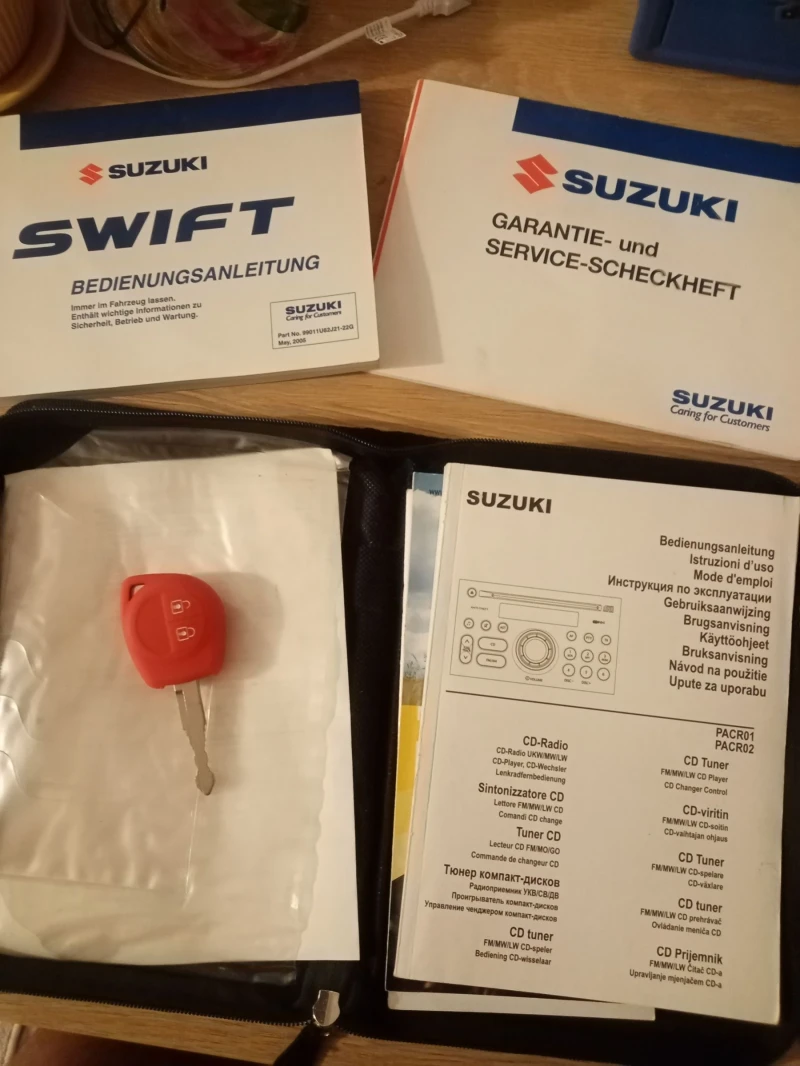 SUZUKI
SWIFT
BEDIENUNGSANLEITUNG
Immer im Fahrzeug lassen.
Enthält wichtige Informationen zu
Sicherheit, Betrieb und Wartung.
SUZUKI
Caring for Customers
Part No. 99011U62J21-22G
May, 2005
SUZUKI
GARANTIE- und
SERVICE-SCHECKHEFT
SUZUKI
Caring for Customers
SUZUKI
Bedienungsanleitung
Istruzioni d'uso
Mode d'emploi
Инструкция по эксплуатации
Gebruiksaanwijzing
Brugsanvisning
Käyttöohjeet
Bruksanvisning
Návod na použitie
Upute za uporabu
PACR01
PACR02
CD-Radio
CD-Radio UKW/MW/LW
CD-Player, CD-Wechsler
Lenkradfernbedienung
Sintonizzatore CD
Lettore FM/MW/LW CD
Comandi CD change
Tuner CD
Lecteur CD FM/MO/GO
Commande de changeur CD
Тюнер компакт-дисков
Радиоприемник УКВ/СВ/ДВ
Проигрыватель компакт-дисков
Управление ченджером компакт-дисков
CD tuner
FM/MW/LW CD-speler
Bediening CD-wisselaar
CD Tuner
FM/MW/LW CD Player
CD Changer Control
CD-viritin
FM/MW/LW CD-soitin
CD-vaihtajan ohjaus
CD Tuner
FM/MW/LW CD-spelare
CD-växlare
CD tuner
FM/MW/LW CD prehrávač
Ovládanie meniča CD
CD Prijemnik
FM/MW/LW Čitač CD-a
Upravljanje mjenjačem CD-a